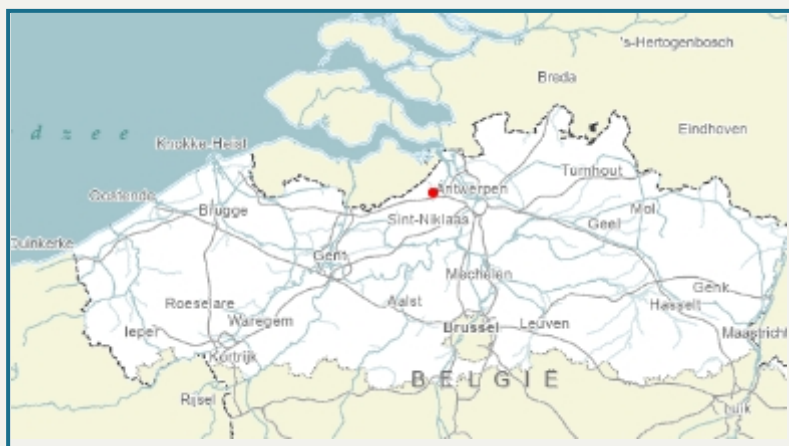 's-Hertogenbosch
Breda
Eindhoven
d z e e
Knokke-Heist
Turnhout
Antwerpen
Oostende
Brugge
Sint-Niklaas
Geel
Mol
Duinkerke
Gent
Mechelen
Genk
Roeselare
Aalst
Hasselt
Ieper
Waregem
Brussel
Leuven
Maastricht
Kortrijk
BELGIË
Rijsel
Luik